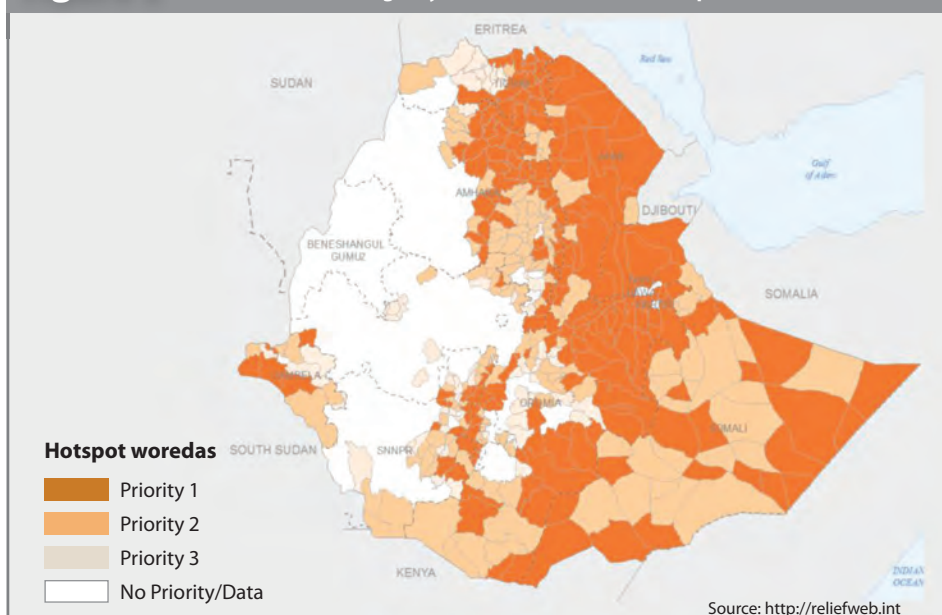 ERITREA
Red Sea
SUDAN
Gulf
of Aden
DJIBOUTI
BENESHANGUL
GUMUZ
SOMALIA
OROMIA
SOMALI
SOUTH SUDAN
SNNPR
KENYA
INDIAN
OCEAN
Hotspot woredas
Priority 1
Priority 2
Priority 3
No Priority/Data
Source: http://reliefweb.int